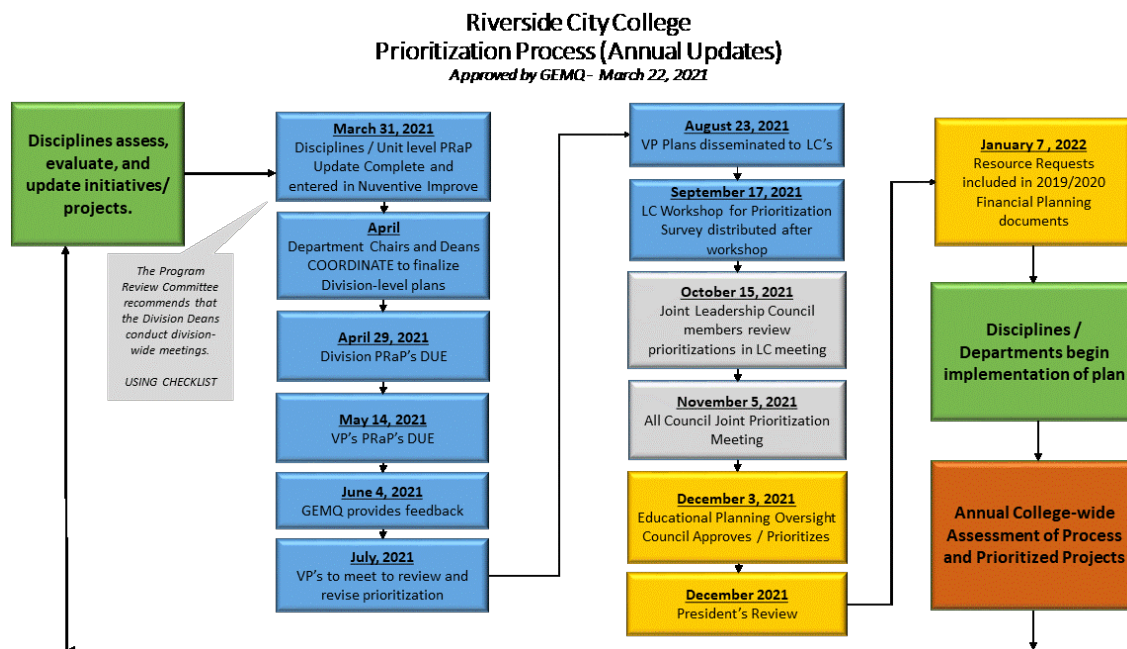 Riverside City College
Prioritization Process (Annual Updates)
Approved by GEMQ - March 22, 2021
Disciplines assess,
evaluate, and
update initiatives/
projects.
The Program
Review Committee
recommends that
the Division Deans
conduct division-
wide meetings.
USING CHECKLIST
March 31, 2021
Disciplines / Unit level PRaP
Update Complete and
entered in Nuventive Improve
April
Department Chairs and Deans
COORDINATE to finalize
Division-level plans
April 29, 2021
Division PRaP's DUE
May 14, 2021
VP's PRaP's DUE
June 4, 2021
GEMQ provides feedback
July, 2021
VP's to meet to review and
revise prioritization
August 23, 2021
VP Plans disseminated to LC's
September 17, 2021
LC Workshop for Prioritization
Survey distributed after
workshop
October 15, 2021
Joint Leadership Council
members review
prioritizations in LC meeting
November 5, 2021
All Council Joint Prioritization
Meeting
December 3, 2021
Educational Planning Oversight
Council Approves / Prioritizes
December 2021
President's Review
January 7 , 2022
Resource Requests
included in 2019/2020
Financial Planning
documents
Disciplines /
Departments begin
implementation of plan
Annual College-wide
Assessment of Process
and Prioritized Projects